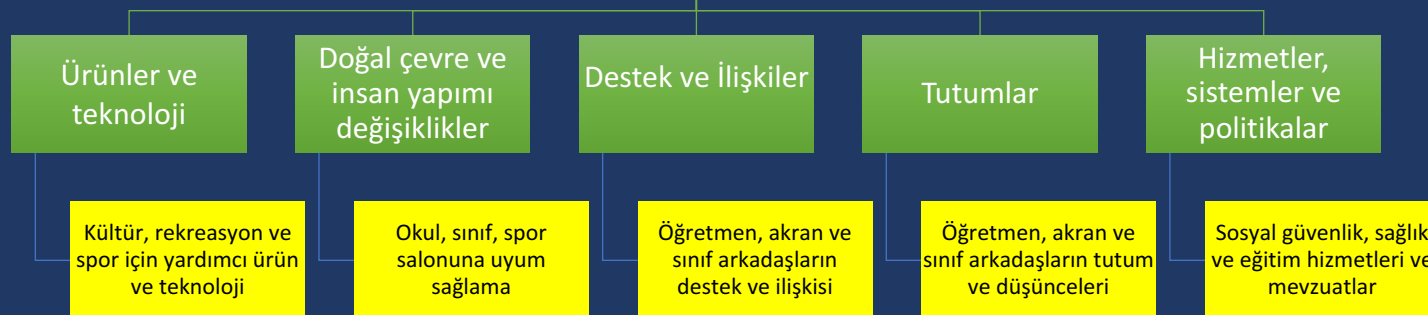 Ürünler ve
teknoloji
Doğal çevre ve
insan yapımı
değişiklikler
Destek ve İlişkiler
Tutumlar
Hizmetler,
sistemler ve
politikalar
Kültür, rekreasyon ve
spor için yardımcı ürün
ve teknoloji
Okul, sınıf, spor
salonuna uyum
sağlama
Öğretmen, akran ve
sınıf arkadaşların
destek ve ilişkisi
Öğretmen, akran ve
sınıf arkadaşların tutum
ve düşünceleri
Sosyal güvenlik, sağlık
ve eğitim hizmetleri ve
mevzuatlar